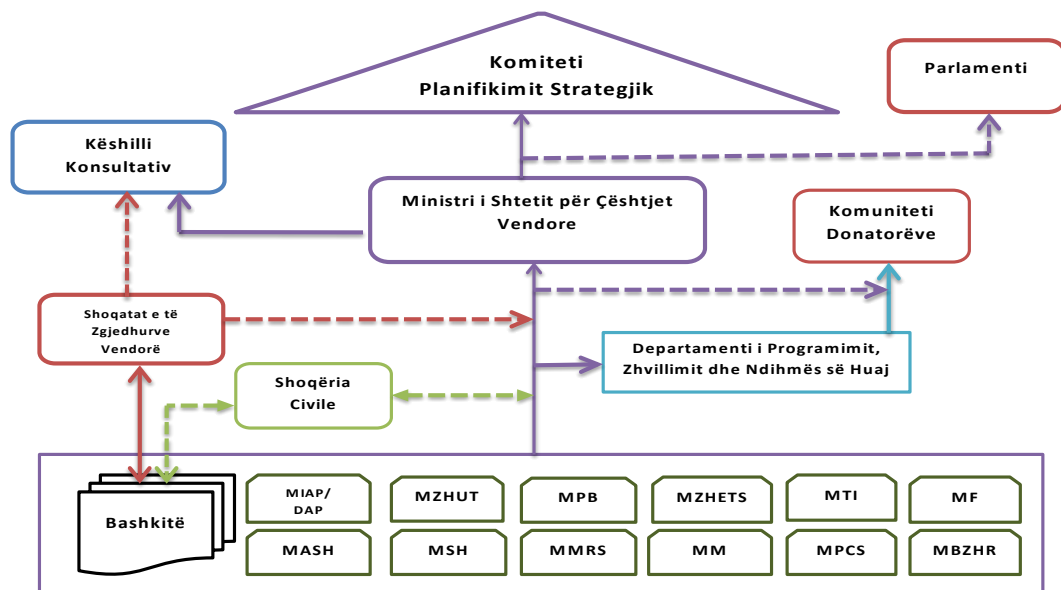 Komiteti
Planifikimit Strategjik
Parlamenti
Këshilli
Konsultativ
Ministri i Shtetit për Çështjet
Vendore
Komuniteti
Donatorëve
Shoqatat e të
Zgjedhurve
Vendorë
Departamenti i Programimit,
Zhvillimit dhe Ndihmës së Huaj
Shoqëria
Civile
Bashkitë
MIAP/
DAP
MZHUT
MPB
MZHETS
MTI
MF
MASH
MSH
MMRS
MM
MPCS
MBZHR